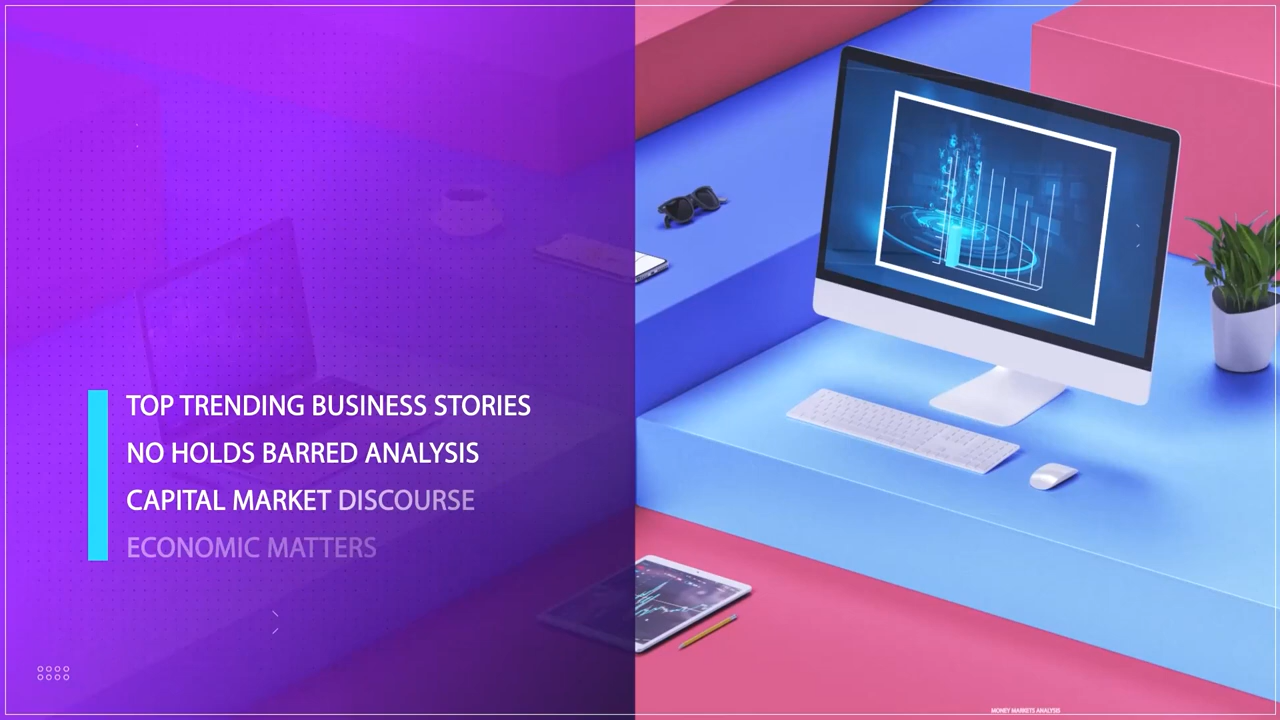 TOP TRENDING BUSINESS STORIES
NO HOLDS BARRED ANALYSIS
CAPITAL MARKET DISCOURSE
ECONOMIC MATTERS
MONEY MARKETS ANALYSIS